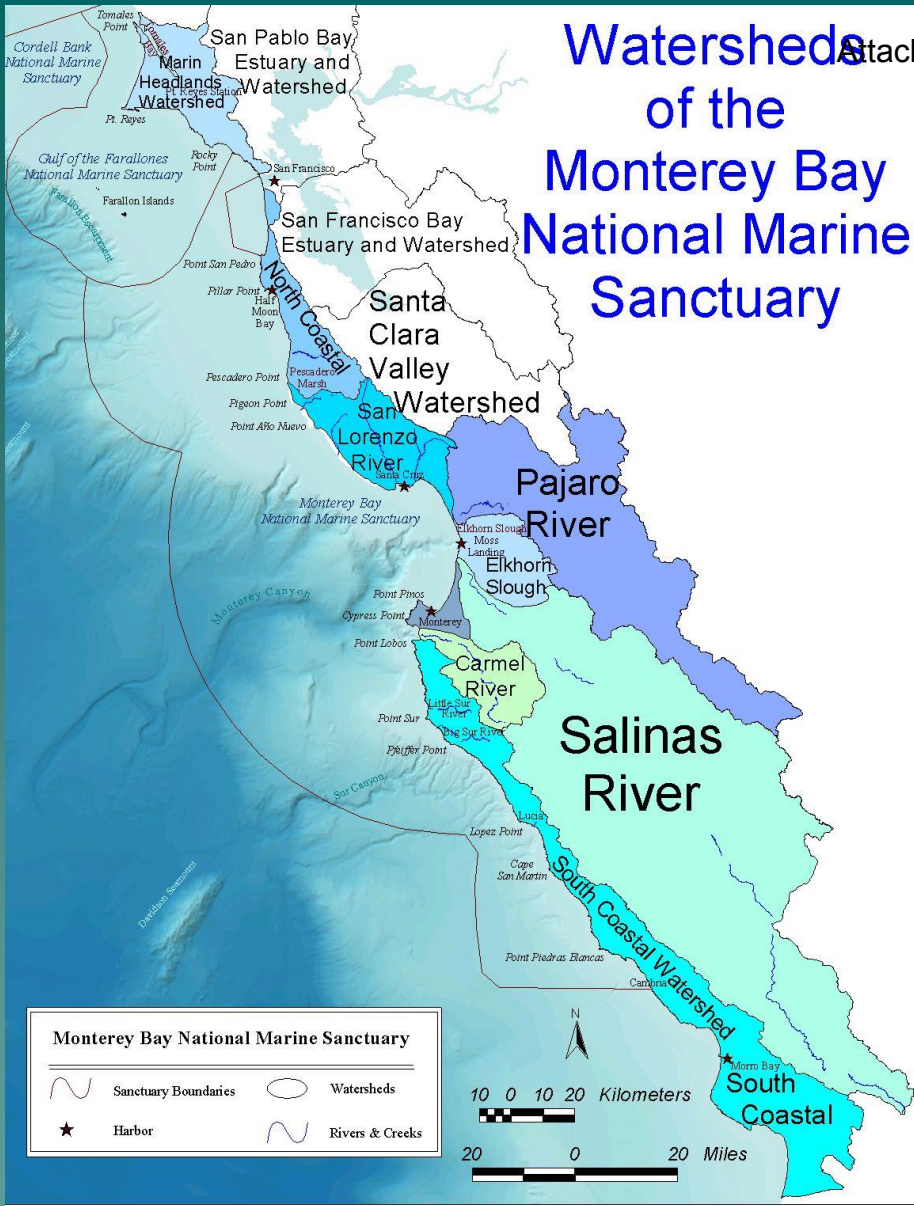 Watersheds
of the
Monterey Bay
National Marine
Sanctuary
Attach
Tomales
Point
Tomales
Bay
Cordell Bank
National Marine
Sanctuary
San Pablo Bay
Estuary and
Watershed
Marin
Headlands
Watershed
Pt. Reyes Station
Pt. Reyes
Gulf of the Farallones
National Marine Sanctuary
Rocky
Point
San Francisco
Farallon Islands
Farallon Escarpment
San Francisco Bay
Estuary and Watershed
Point San Pedro
North Coastal
Pillar Point
Half
Moon
Bay
Santa
Clara
Valley
Watershed
Pescadero
Marsh
Pescadero Point
Pigeon Point
Point Año Nuevo
San
Lorenzo
River
Santa Cruz
Pajaro
River
Monterey Bay
National Marine Sanctuary
Elkhorn Slough
Moss
Landing
Elkhorn
Slough
Monterey Canyon
Point Pinos
Cypress Point
Monterey
Point Lobos
Carmel
River
Little Sur
River
Point Sur
Big Sur River
Pfeiffer Point
Salinas
River
Sur Canyon
Lucia
Lopez Point
Cape
San Martin
Davidson Seamount
South Coastal Watershed
Point Piedras Blancas
Cambria
Morro Bay
South
Coastal
Monterey Bay National Marine Sanctuary
Sanctuary Boundaries
Watersheds
Harbor
Rivers & Creeks
N
10 0 10 20 Kilometers
20 0 20 Miles